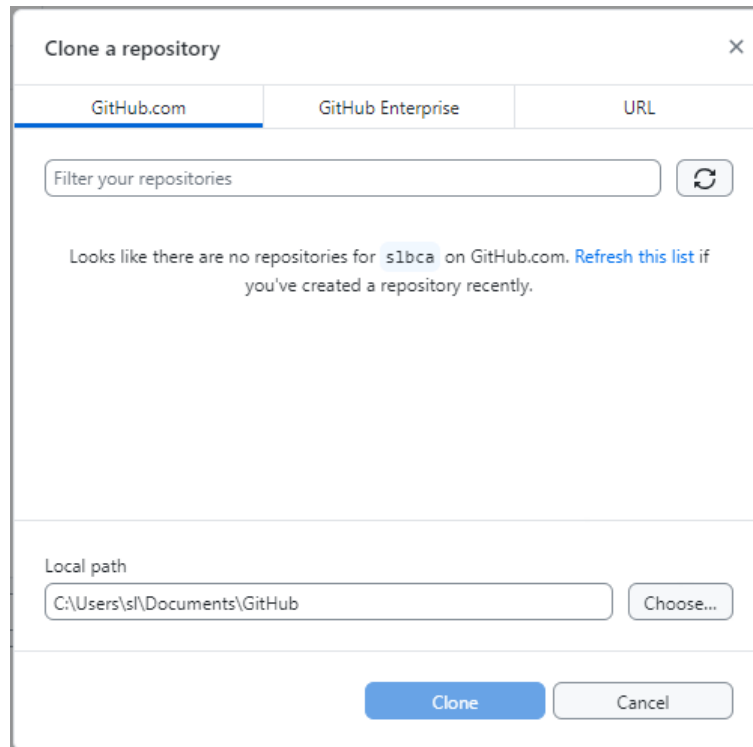 Clone a repository
GitHub.com
GitHub Enterprise
URL
Filter your repositories
Looks like there are no repositories for slbca on GitHub.com. Refresh this list if
you've created a repository recently.
Local path
C:\Users\sl\Documents\GitHub
Choose...
Clone
Cancel